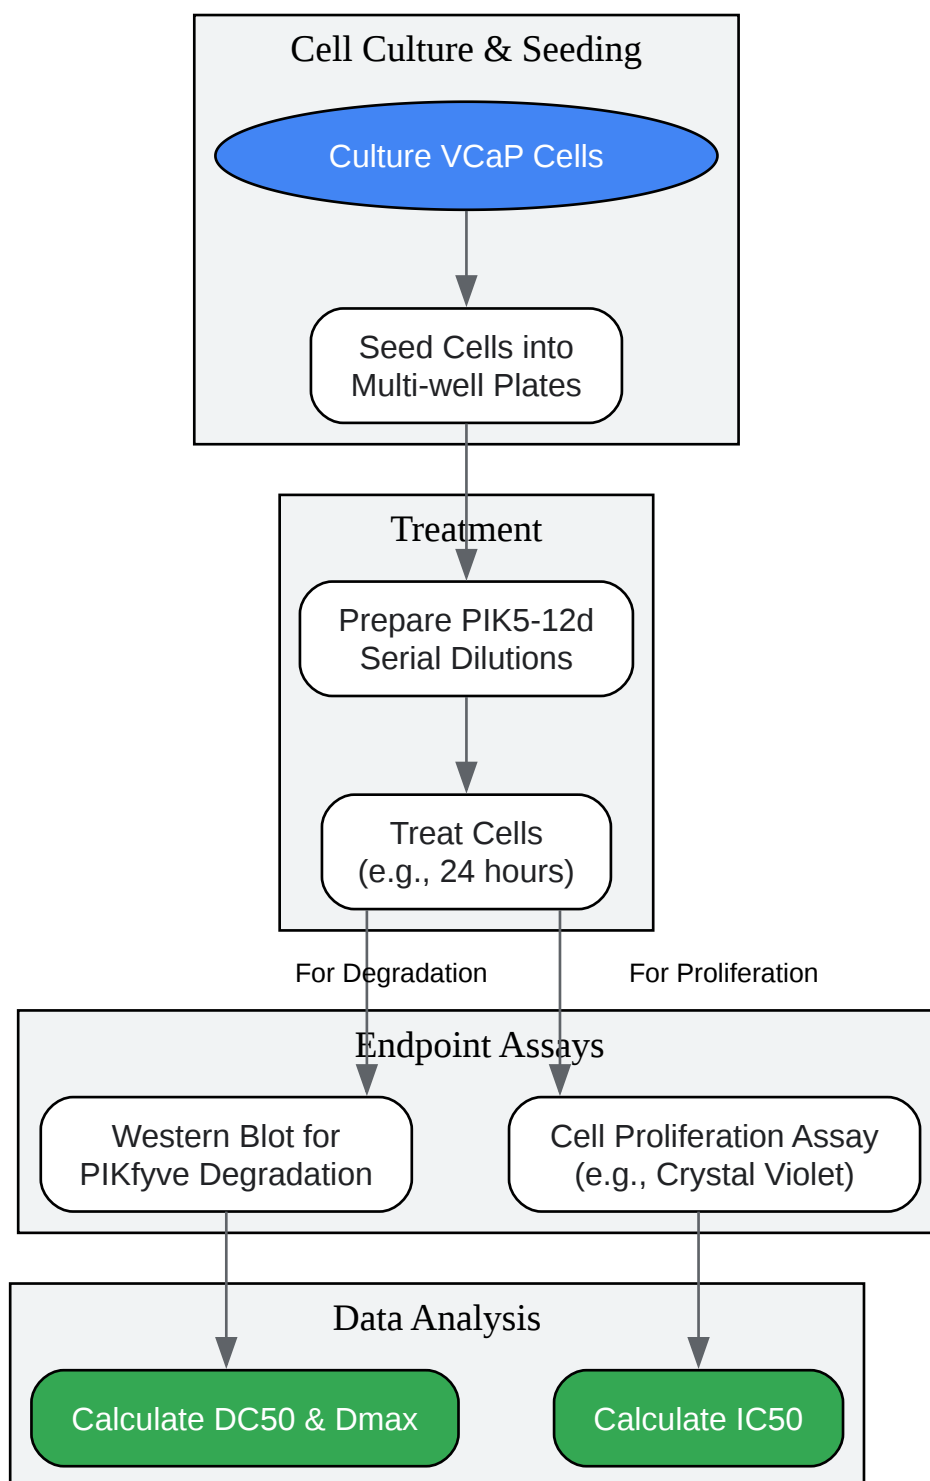 Cell Culture & Seeding
Culture VCaP Cells
Seed Cells into
Multi-well Plates
Treatment
Prepare PIK5-12d
Serial Dilutions
Treat Cells
(e.g., 24 hours)
For Degradation
For Proliferation
Endpoint Assays
Western Blot for
PIKfyve Degradation
Cell Proliferation Assay
(e.g., Crystal Violet)
Data Analysis
Calculate DC50 & Dmax
Calculate IC50